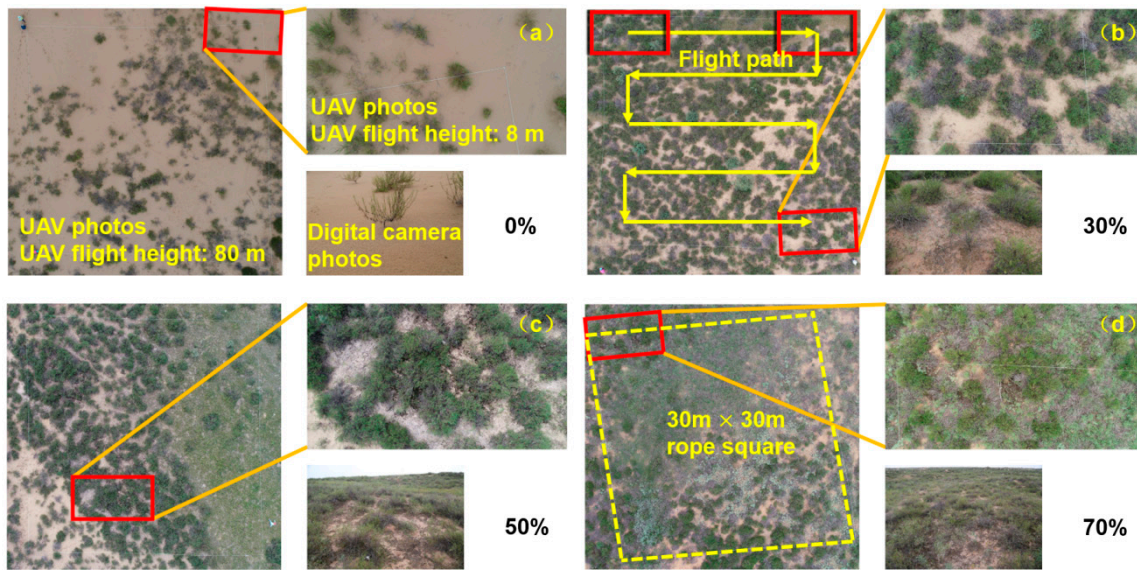 (a)
UAV photos
UAV flight height: 8 m
UAV photos
UAV flight height: 80 m
Digital camera
photos
0%
Flight path
(b)
30%
(c)
50%
(d)
30m × 30m
rope square
70%